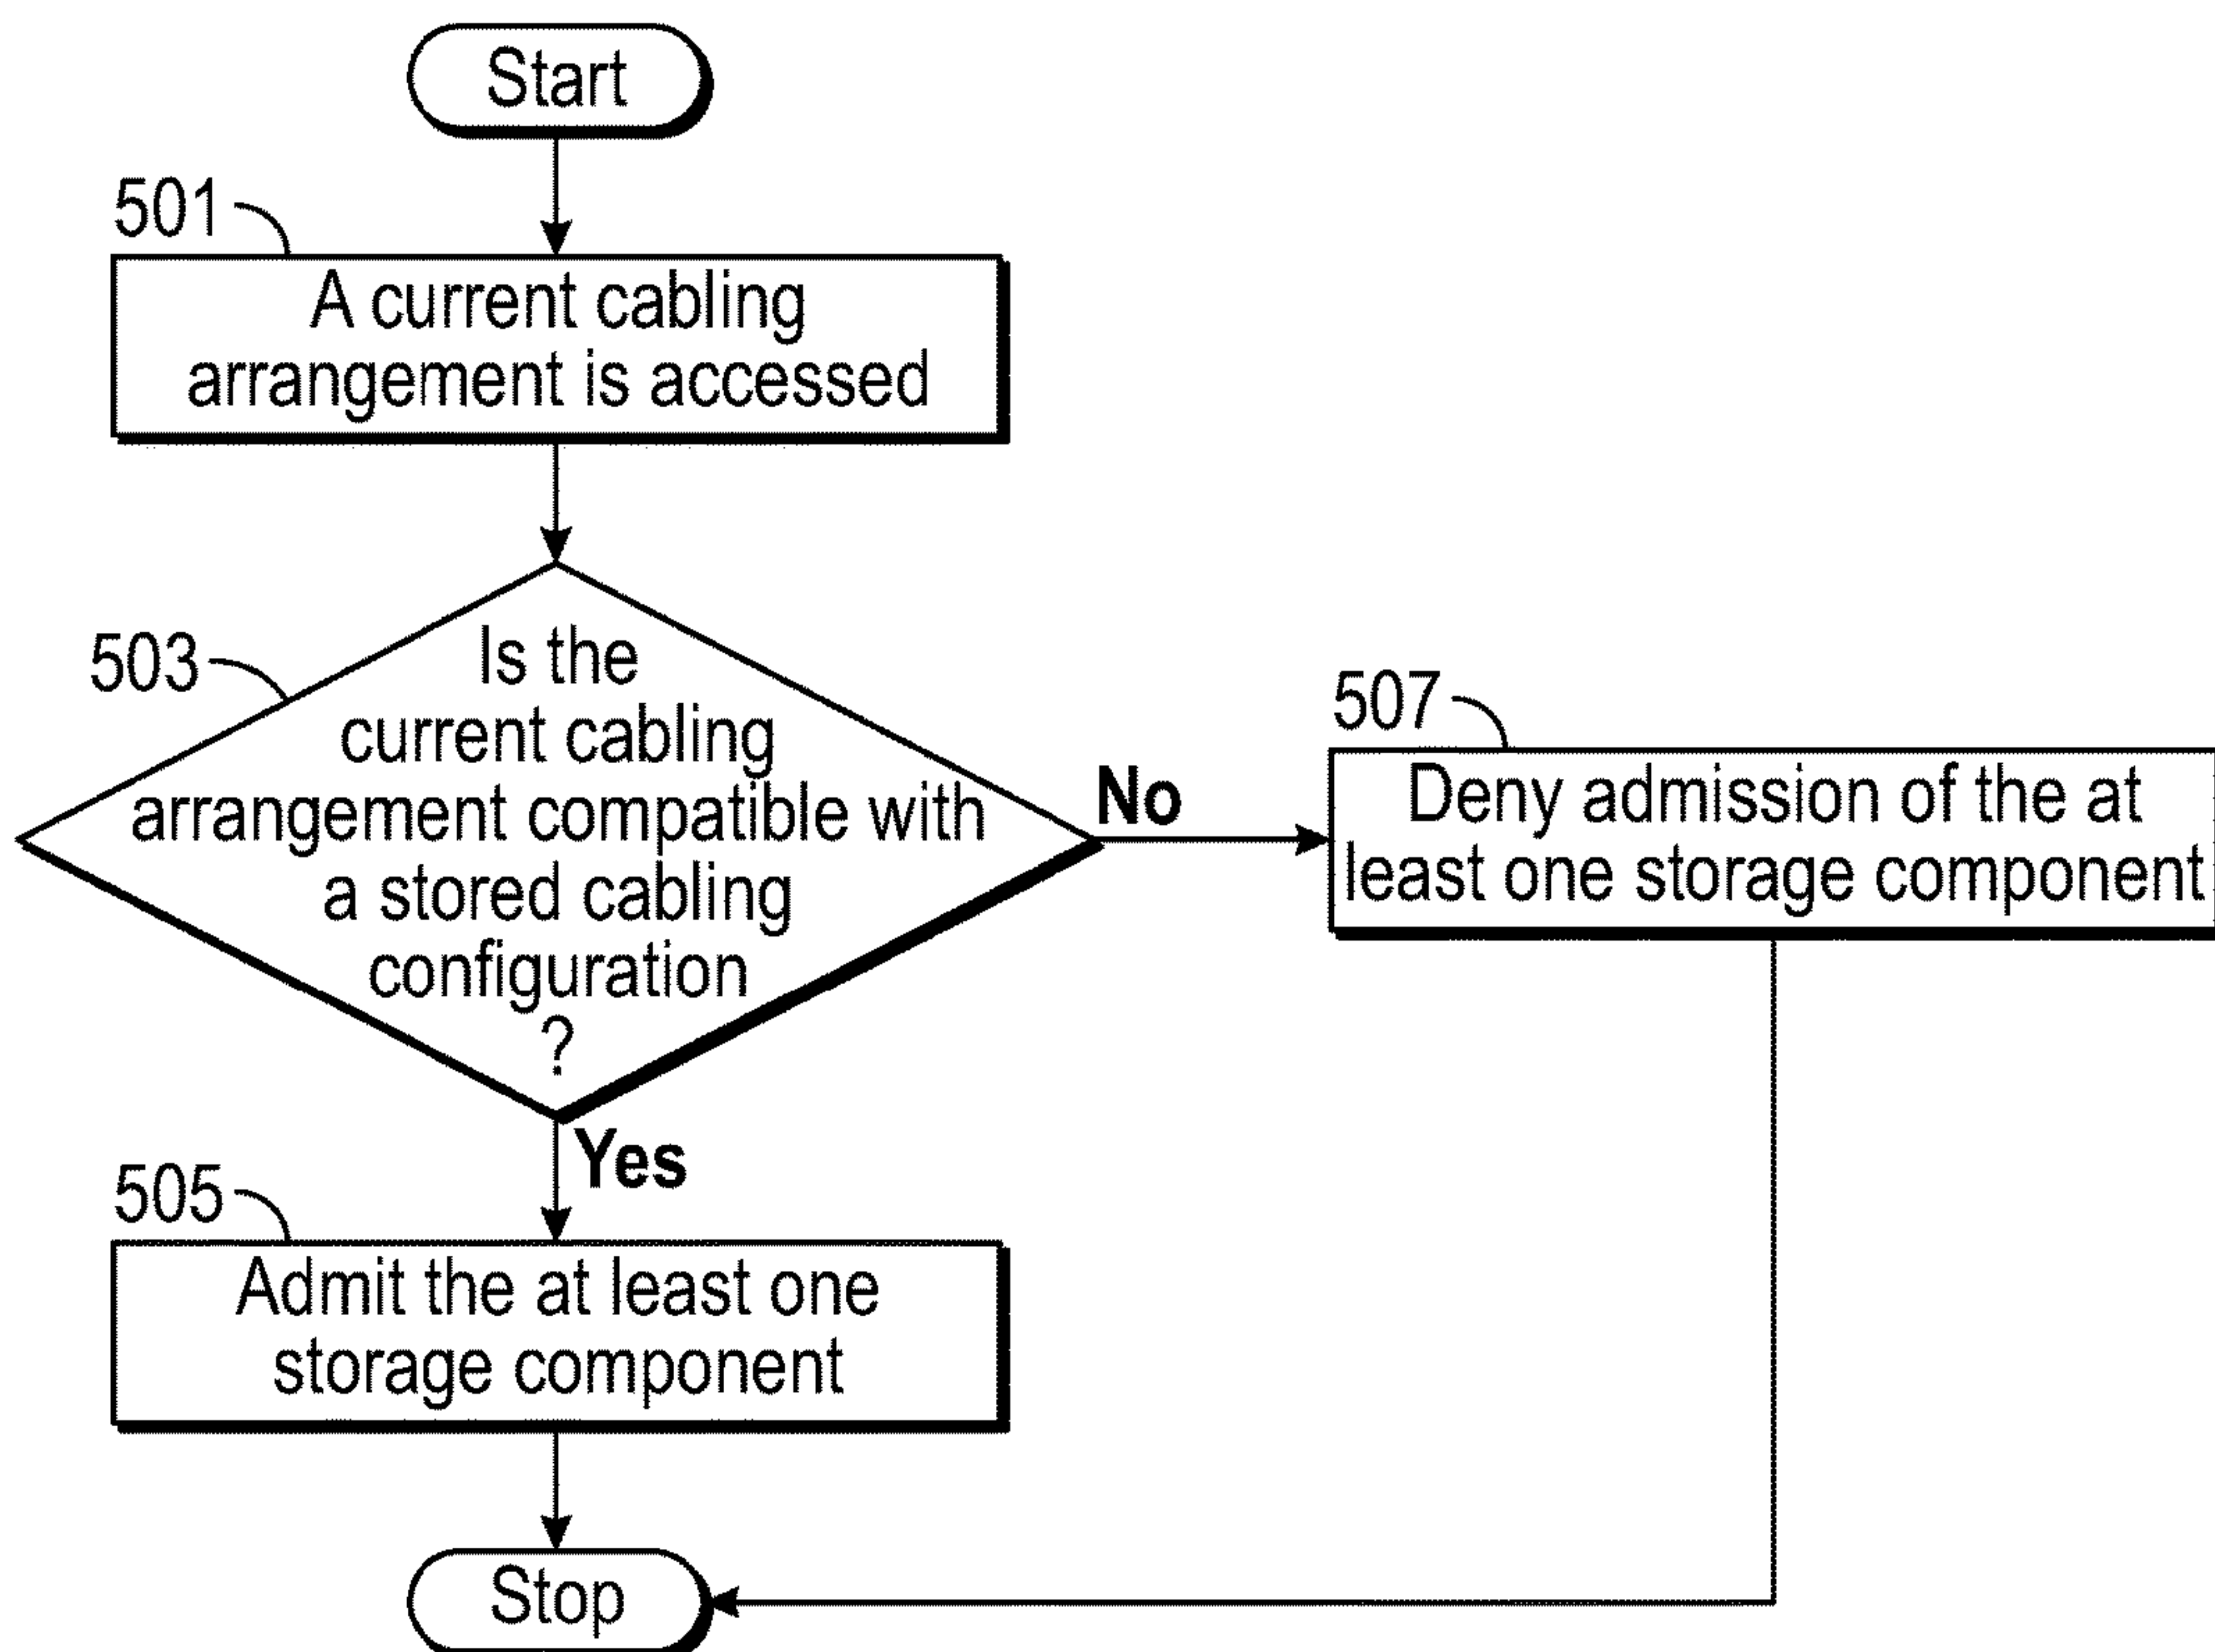 Start
501
A current cabling
arrangement is accessed
503
Is the
current cabling
arrangement compatible with
a stored cabling
configuration
?
No
507
Deny admission of the at
least one storage component
Yes
505
Admit the at least one
storage component
Stop